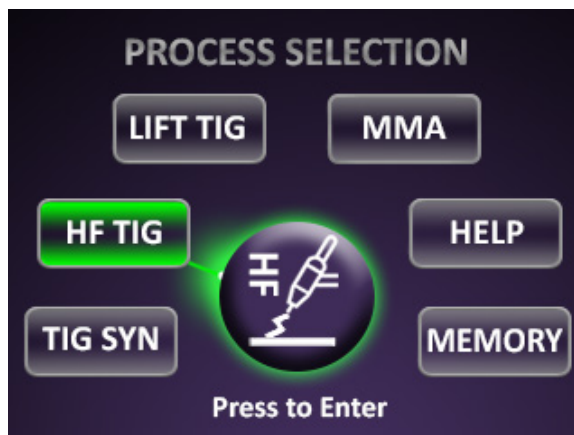 PROCESS SELECTION
LIFT TIG
MMA
HF TIG
HF
HELP
TIG SYN
MEMORY
Press to Enter